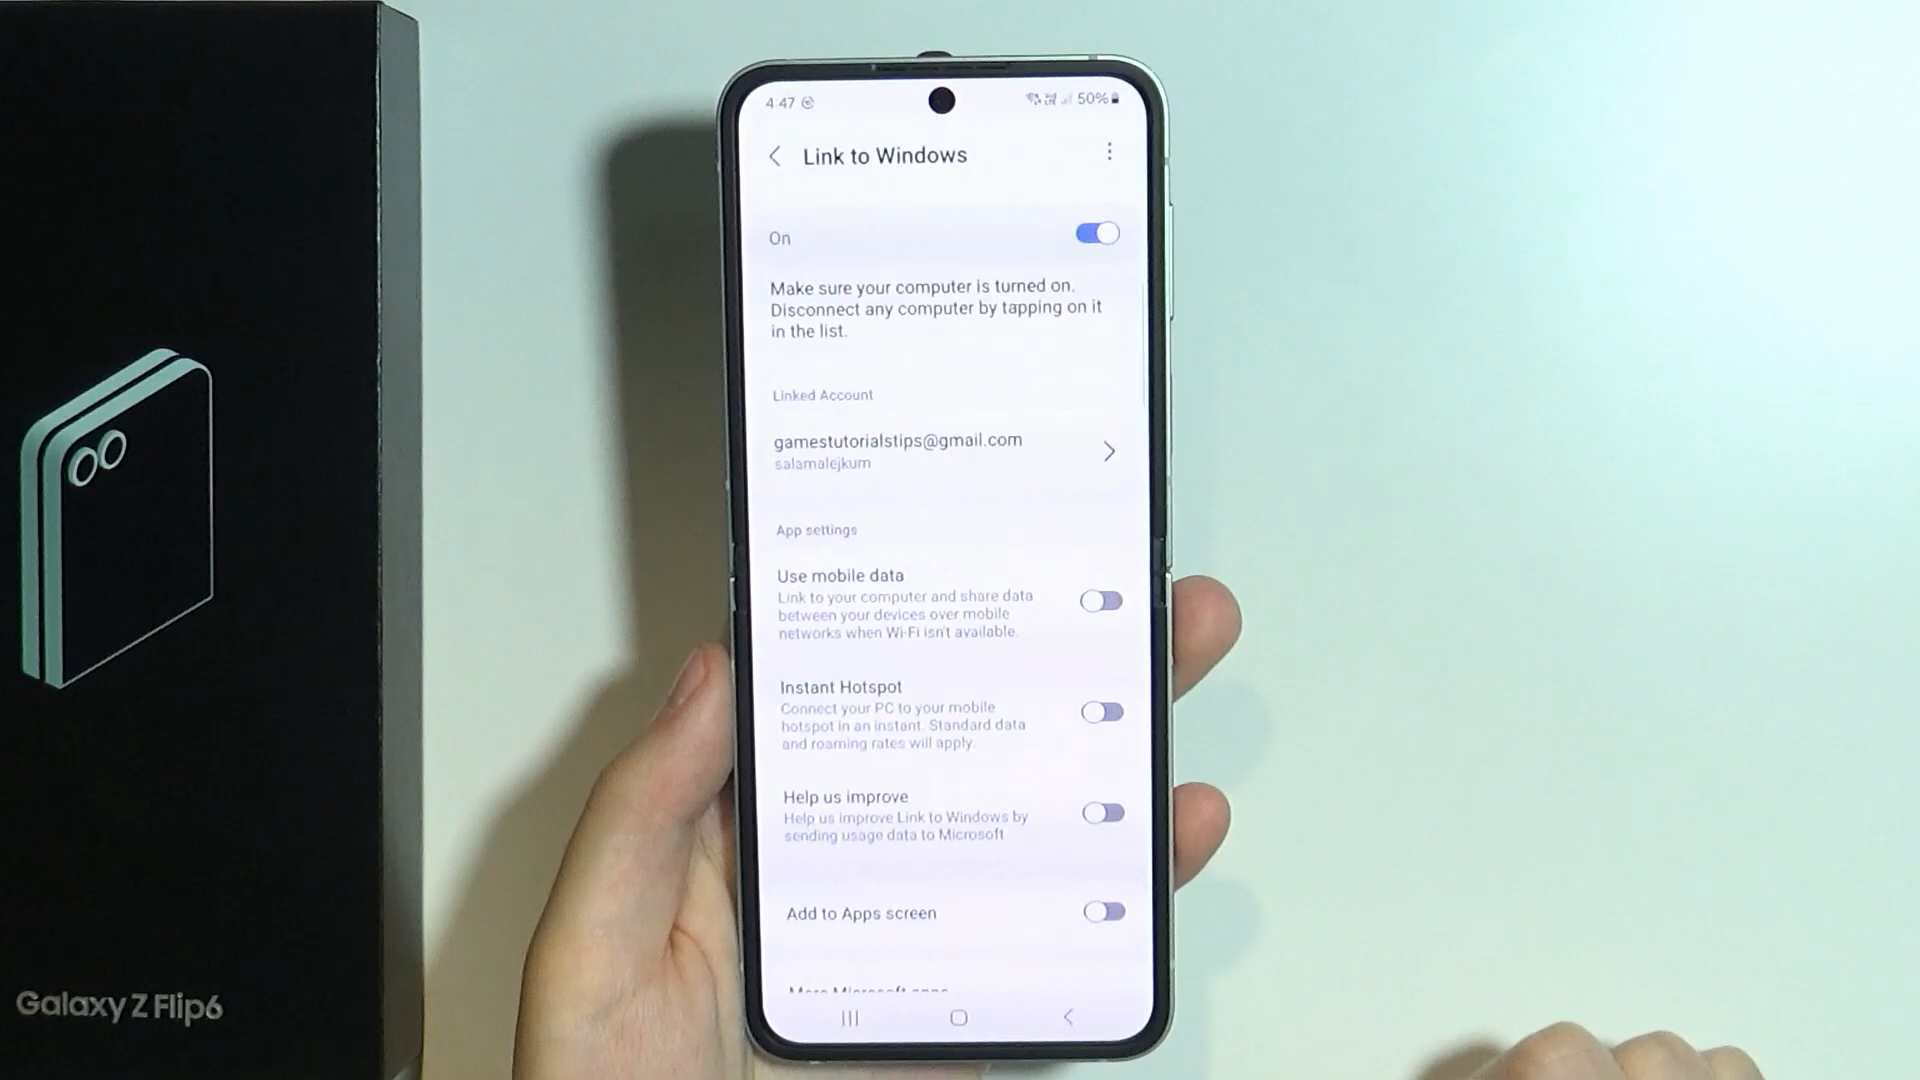 4:47
50%
Link to Windows
On
Make sure your computer is turned on.
Disconnect any computer by tapping on it
in the list.
Linked Account
gamestutorialstips@gmail.com
salamalejkum
App settings
Use mobile data
Link to your computer and share data
between your devices over mobile
networks when Wi-Fi isn't available.
Instant Hotspot
Connect your PC to your mobile
hotspot in an instant. Standard data
and roaming rates will apply.
Help us improve
Help us improve Link to Windows by
sending usage data to Microsoft
Add to Apps screen
More Microsoft apps
Galaxy Z Flip6